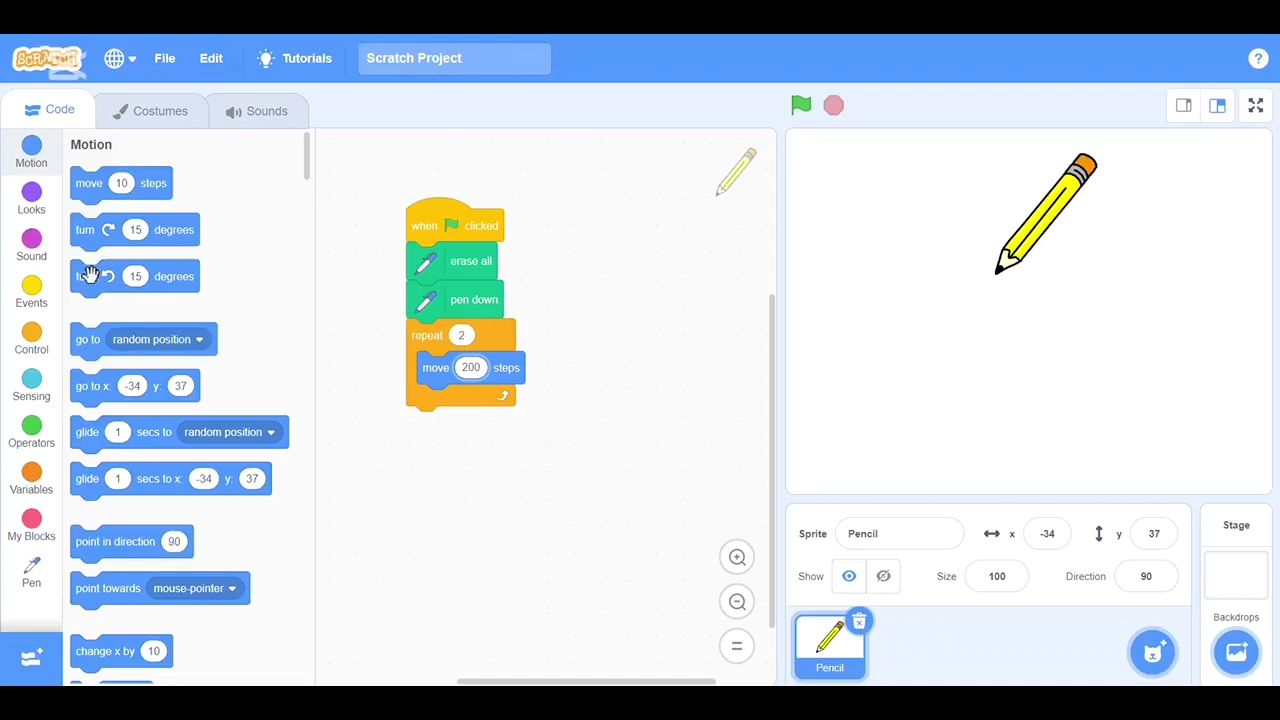 SCRATCH File Edit Tutorials Scratch Project ?
Code Costumes Sounds
Motion
Looks
Sound
Events
Control
Sensing
Operators
Variables
My Blocks
Pen
Motion
move 10 steps
turn 15 degrees
15 degrees
go to random position
go to x: -34 y: 37
glide 1 secs to random position
glide 1 secs to x: -34 y: 37
point in direction 90
point towards mouse-pointer
change x by 10
when clicked
erase all
pen down
repeat 2
move 200 steps
Sprite Pencil x -34 y 37
Show Size 100 Direction 90
Pencil
Stage
Backdrops